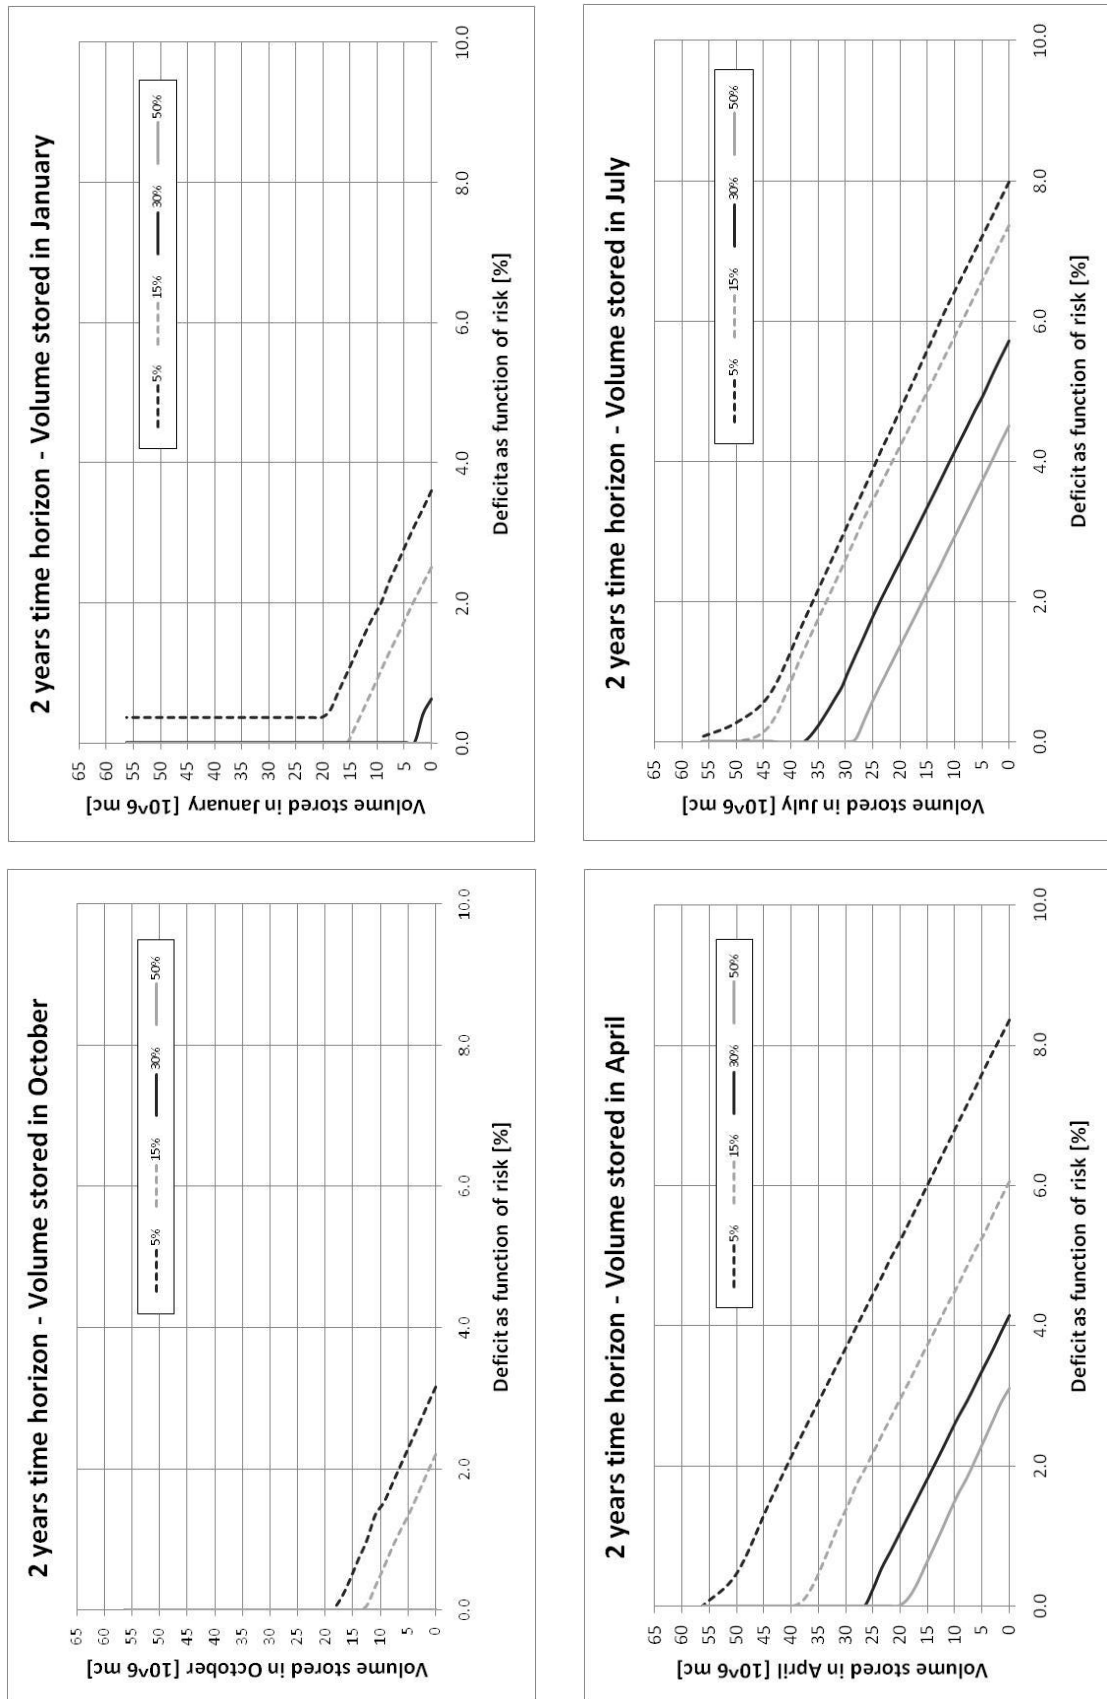 2 years time horizon - Volume stored in October
Volume stored in October [10^6 mc]
65
60
55
50
45
40
35
30
25
20
15
10
5
0
5% 15% 30% 50%
0.0 2.0 4.0 6.0 8.0 10.0
Deficit as function of risk [%]
2 years time horizon - Volume stored in January
Volume stored in January [10^6 mc]
65
60
55
50
45
40
35
30
25
20
15
10
5
0
5% 15% 30% 50%
0.0 2.0 4.0 6.0 8.0 10.0
Deficita as function of risk [%]
2 years time horizon - Volume stored in April
Volume stored in April [10^6 mc]
65
60
55
50
45
40
35
30
25
20
15
10
5
0
5% 15% 30% 50%
0.0 2.0 4.0 6.0 8.0 10.0
Deficit as function of risk [%]
2 years time horizon - Volume stored in July
Volume stored in July [10^6 mc]
65
60
55
50
45
40
35
30
25
20
15
10
5
0
5% 15% 30% 50%
0.0 2.0 4.0 6.0 8.0 10.0
Deficit as function of risk [%]